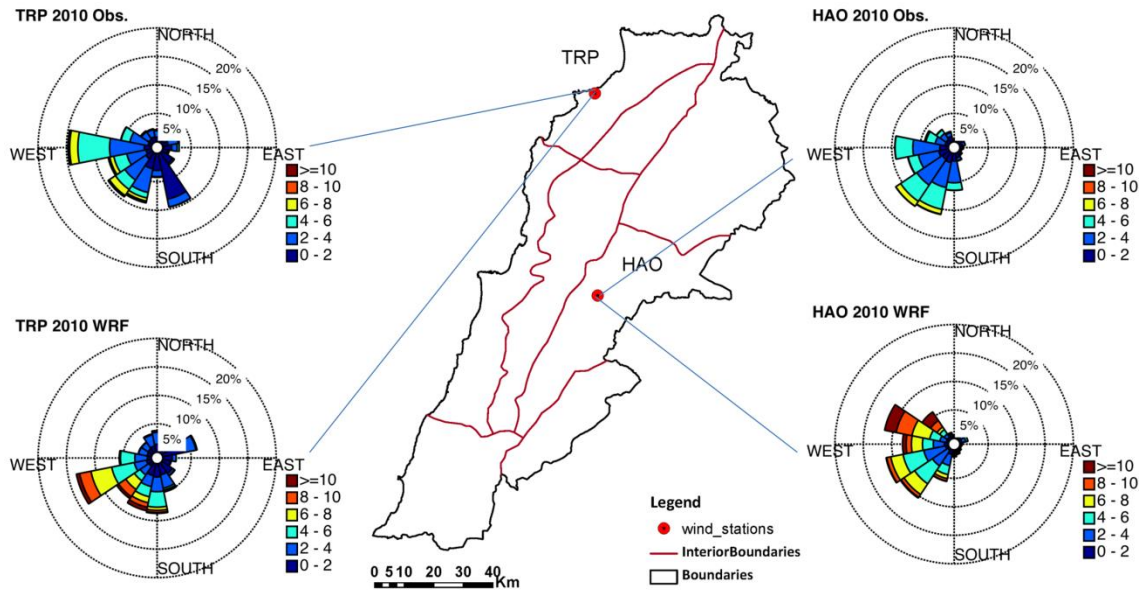 TRP 2010 Obs.
NORTH
20%
15%
10%
5%
WEST
EAST
SOUTH
>=10
8 - 10
6 - 8
4 - 6
2 - 4
0 - 2
TRP
HAO
HAO 2010 Obs.
NORTH
20%
15%
10%
5%
WEST
EAST
SOUTH
>=10
8 - 10
6 - 8
4 - 6
2 - 4
0 - 2
TRP 2010 WRF
NORTH
20%
15%
10%
5%
WEST
EAST
SOUTH
>=10
8 - 10
6 - 8
4 - 6
2 - 4
0 - 2
HAO 2010 WRF
NORTH
20%
15%
10%
5%
WEST
EAST
SOUTH
>=10
8 - 10
6 - 8
4 - 6
2 - 4
0 - 2
Legend
wind_stations
InteriorBoundaries
Boundaries
0 5 10 20 30 40
Km